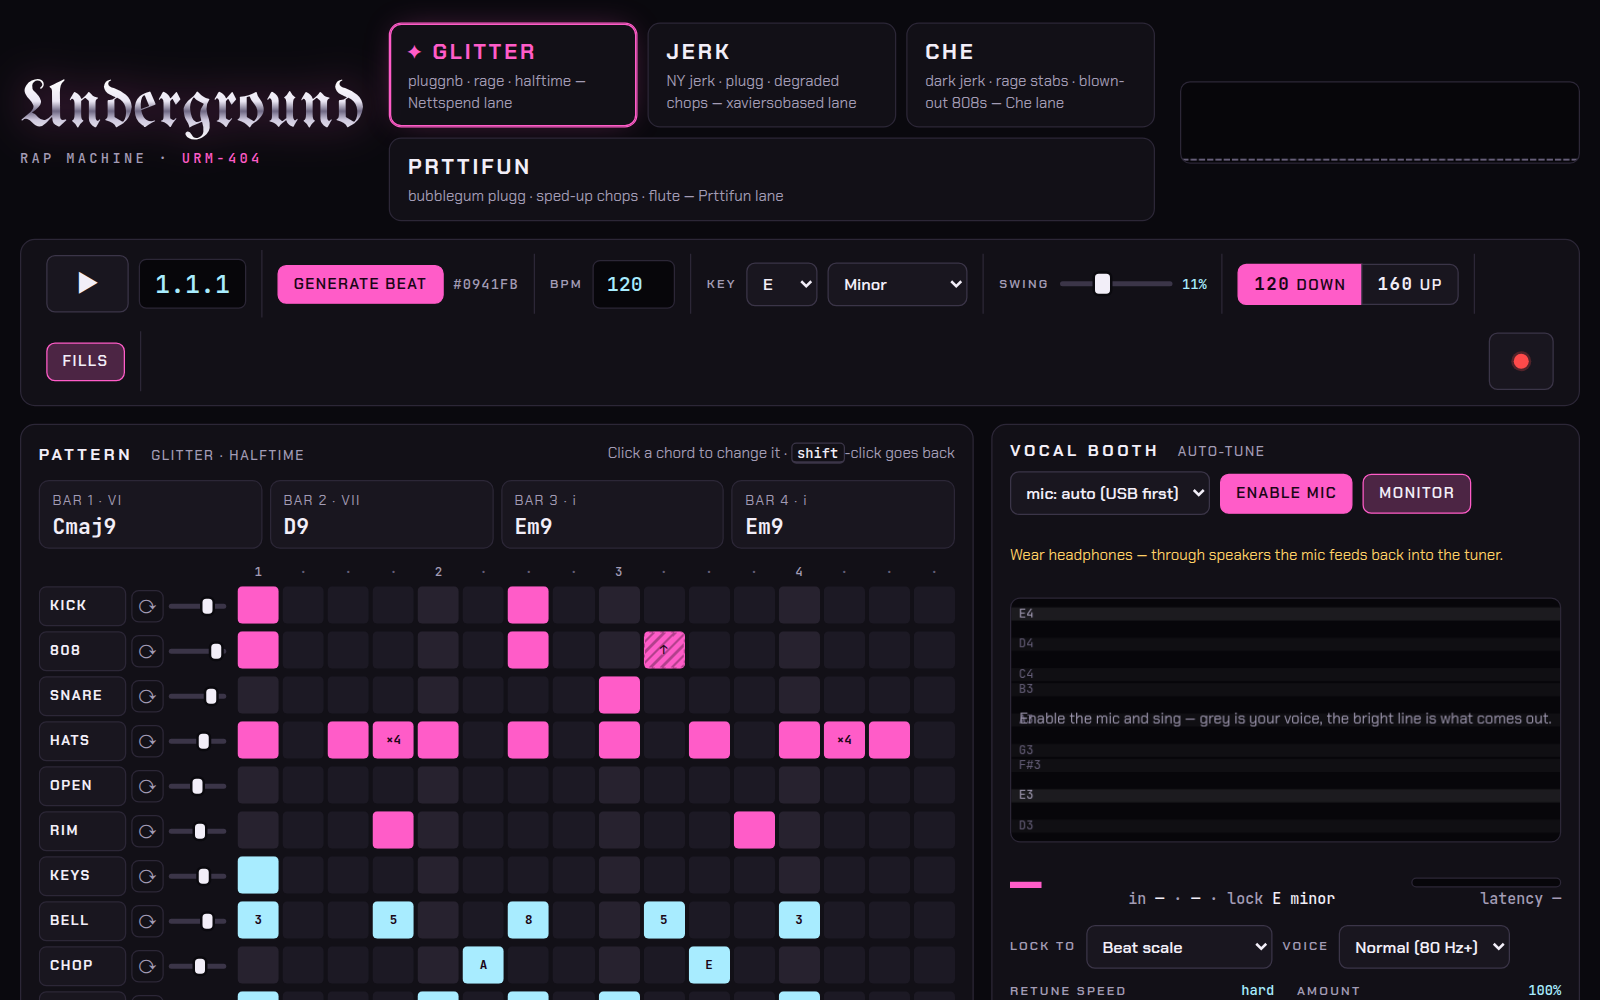 Underground
RAP MACHINE · URM-404
✦ GLITTER
pluggnb · rage · halftime —
Nettspend lane
JERK
NY jerk · plugg · degraded
chops — xaviersobased lane
CHE
dark jerk · rage stabs · blown-
out 808s — Che lane
PRTTIFUN
bubblegum plugg · sped-up chops · flute — Prttifun lane
1.1.1
GENERATE BEAT
#0941FB
BPM
120
KEY
E
Minor
SWING
11%
120 DOWN
160 UP
FILLS
PATTERN
GLITTER · HALFTIME
Click a chord to change it · shift-click goes back
BAR 1 · VI
Cmaj9
BAR 2 · VII
D9
BAR 3 · i
Em9
BAR 4 · i
Em9
1 · · · 2 · · · 3 · · · 4 · · ·
KICK
808
↑
SNARE
HATS
×4
×4
OPEN
RIM
KEYS
BELL
3 5 8 5 3
CHOP
A E
VOCAL BOOTH
AUTO-TUNE
mic: auto (USB first)
ENABLE MIC
MONITOR
Wear headphones — through speakers the mic feeds back into the tuner.
E4
D4
C4
B3
Enable the mic and sing — grey is your voice, the bright line is what comes out.
G3
F#3
E3
D3
in — · — · lock E minor
latency —
LOCK TO
Beat scale
VOICE
Normal (80 Hz+)
RETUNE SPEED
hard
AMOUNT
100%